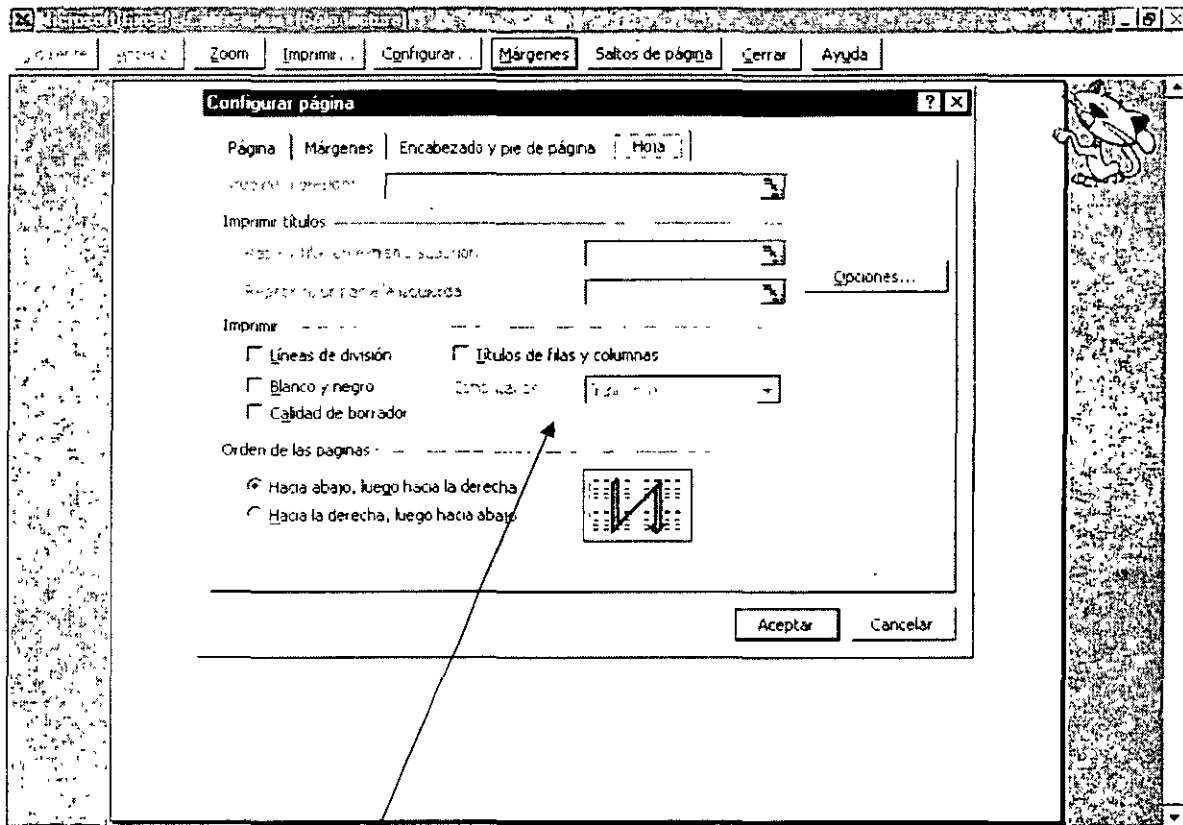 Zoom Imprimir... Configurar... Márgenes Saltos de página Cerrar Ayuda
Configurar página
Página Márgenes Encabezado y pie de página Hoja
Imprimir títulos
Opciones...
Imprimir
Líneas de división Títulos de filas y columnas
Blanco y negro
Calidad de borrador
Orden de las paginas
Hacia abajo, luego hacia la derecha
Hacia la derecha, luego hacia abajo
Aceptar Cancelar